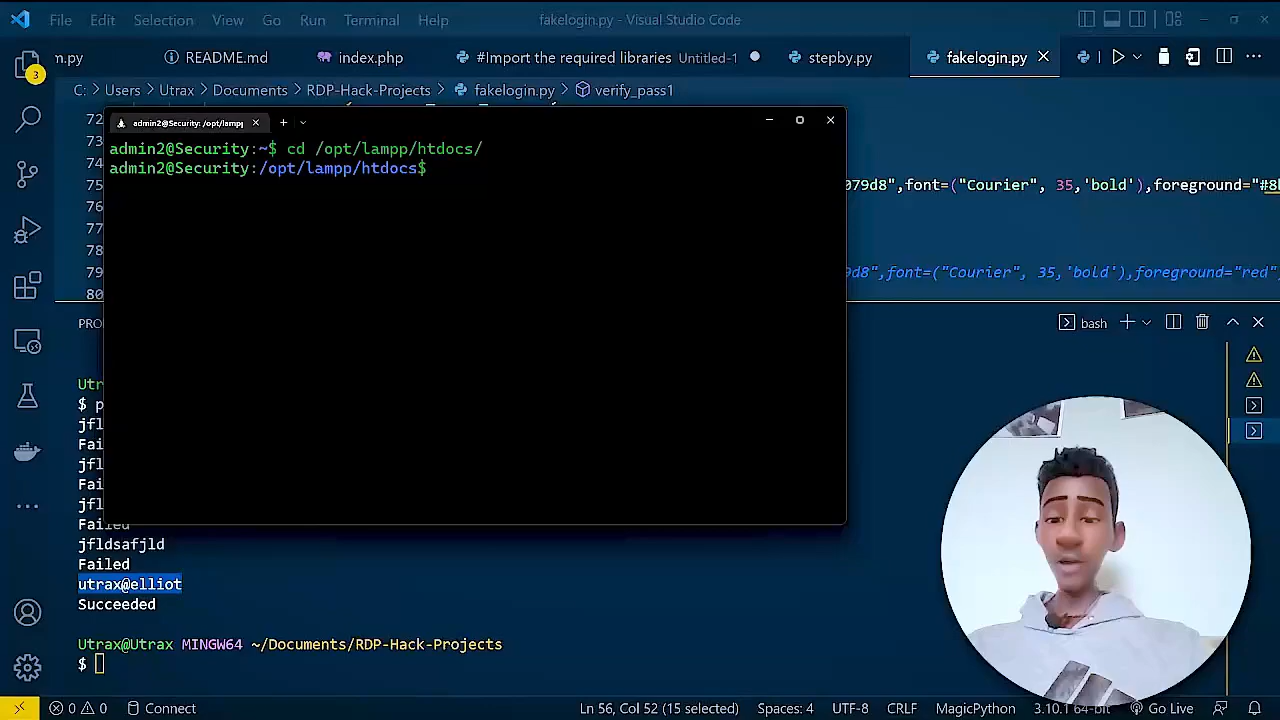 File Edit Selection View Go Run Terminal Help fakelogin.py - Visual Studio Code
m.py README.md index.php #Import the required libraries Untitled-1 stepby.py fakelogin.py
3
C: > Users > Utrax > Documents > RDP-Hack-Projects > fakelogin.py > verify_pass1
72
admin2@Security: /opt/lampp
73
admin2@Security:~$ cd /opt/lampp/htdocs/
74
admin2@Security:/opt/lampp/htdocs$
75 079d8",font=("Courier", 35,'bold'),foreground="#8
76
77
78
79 9d8",font=("Courier", 35,'bold'),foreground="red"
80
PRO bash
Utr
$ p
jfl
Fai
jfl
Fai
jfl
Failed
jfldsafjld
Failed
utrax@elliot
Succeeded
Utrax@Utrax MINGW64 ~/Documents/RDP-Hack-Projects
$
0 0 Connect Ln 56, Col 52 (15 selected) Spaces: 4 UTF-8 CRLF MagicPython 3.10.1 64-bit Go Live